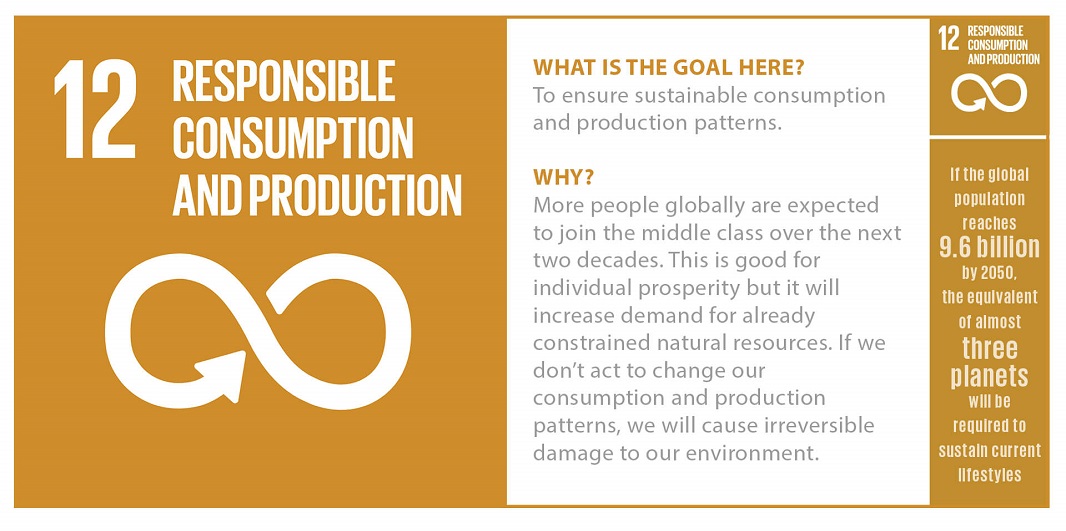 12 RESPONSIBLE
CONSUMPTION
AND PRODUCTION
WHAT IS THE GOAL HERE?
To ensure sustainable consumption
and production patterns.
WHY?
More people globally are expected
to join the middle class over the next
two decades. This is good for
individual prosperity but it will
increase demand for already
constrained natural resources. If we
don’t act to change our
consumption and production
patterns, we will cause irreversible
damage to our environment.
12 RESPONSIBLE
CONSUMPTION
AND PRODUCTION
If the global
population
reaches
9.6 billion
by 2050,
the equivalent
of almost
three
planets
will be
required to
sustain current
lifestyles